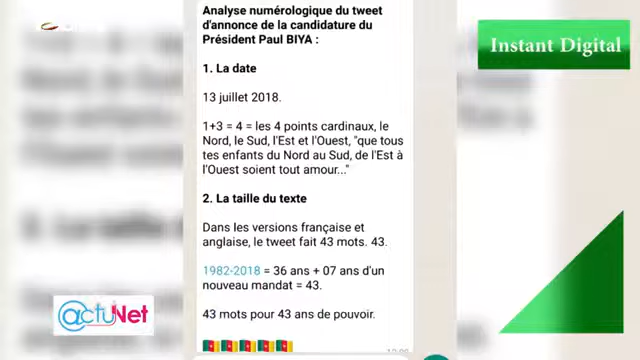 Analyse numérologique du tweet
d'annonce de la candidature du
Président Paul BIYA :
Instant Digital
1. La date
13 juillet 2018.
1+3 = 4 = les 4 points cardinaux, le
Nord, le Sud, l'Est et l'Ouest, "que tous
tes enfants du Nord au Sud, de l'Est à
l'Ouest soient tout amour..."
2. La taille du texte
Dans les versions française et
anglaise, le tweet fait 43 mots. 43.
1982-2018 = 36 ans + 07 ans d'un
nouveau mandat = 43.
43 mots pour 43 ans de pouvoir.
@actuNet